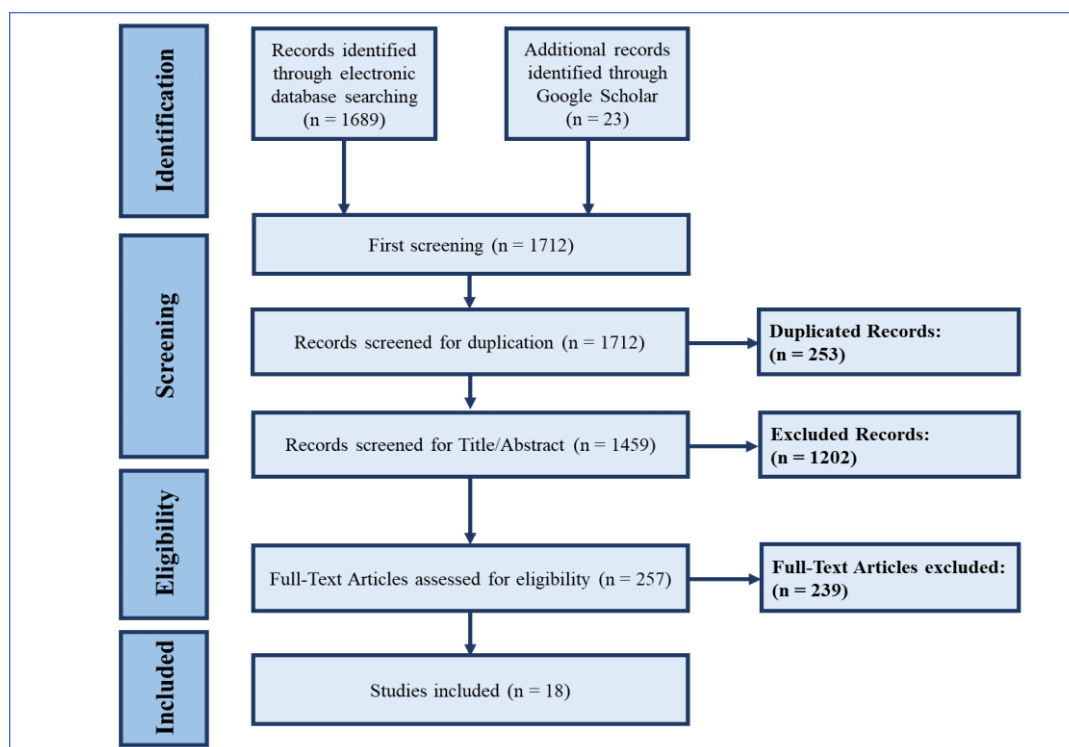 Identification
Records identified
through electronic
database searching
(n = 1689)
Additional records
identified through
Google Scholar
(n = 23)
Screening
First screening (n = 1712)
Records screened for duplication (n = 1712)
Duplicated Records:
(n = 253)
Records screened for Title/Abstract (n = 1459)
Excluded Records:
(n = 1202)
Eligibility
Full-Text Articles assessed for eligibility (n = 257)
Full-Text Articles excluded:
(n = 239)
Included
Studies included (n = 18)